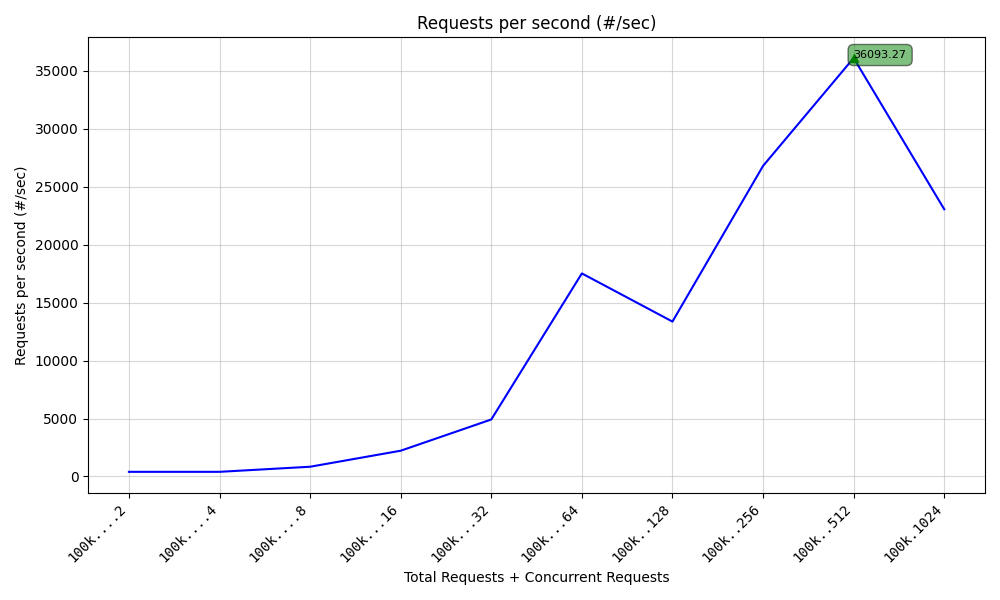 Requests per second (#/sec)
36093.27
35000
30000
25000
20000
15000
10000
5000
0
Requests per second (#/sec)
100k....2
100k....4
100k....8
100k...16
100k...32
100k...64
100k..128
100k..256
100k..512
100k.1024
Total Requests + Concurrent Requests